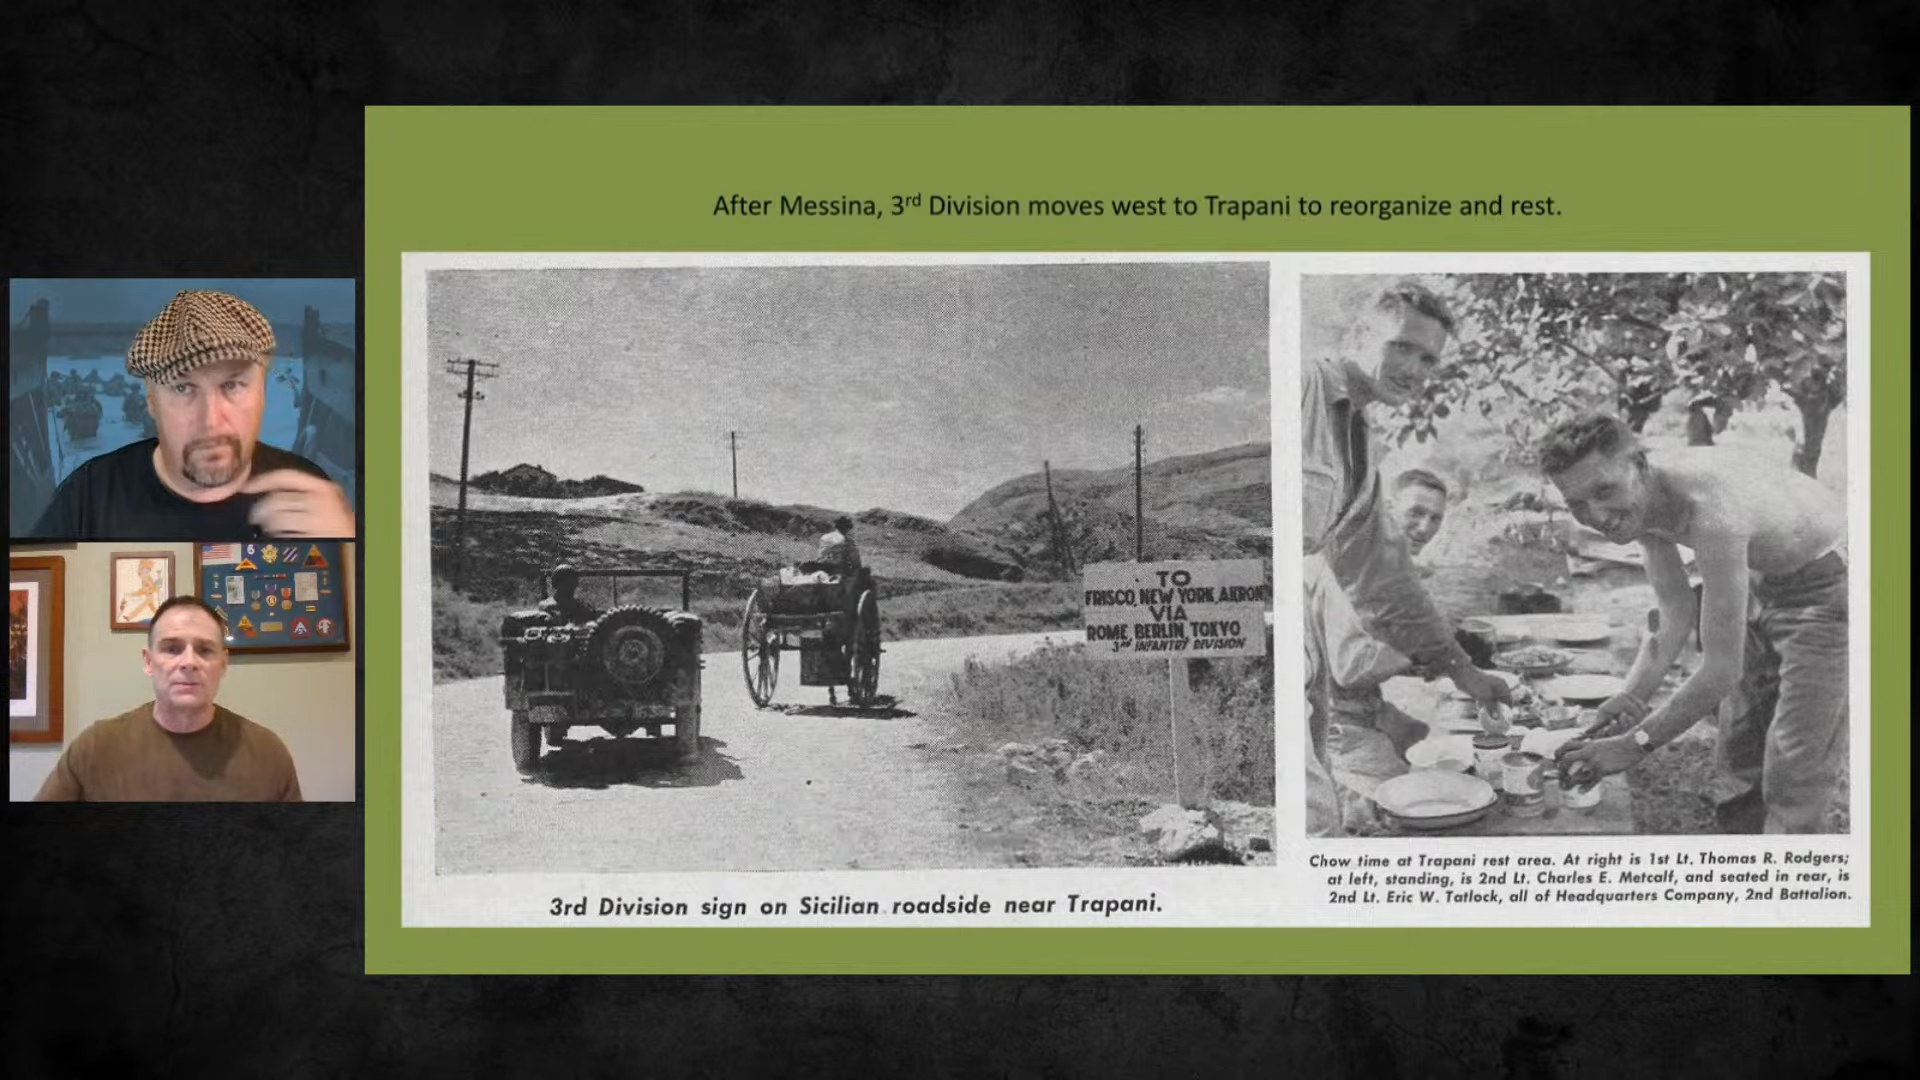 After Messina, 3rd Division moves west to Trapani to reorganize and rest.
TO
FRISCO, NEW YORK, AKRON
VIA
ROME, BERLIN, TOKYO
3RD INFANTRY DIVISION
3rd Division sign on Sicilian roadside near Trapani.
Chow time at Trapani rest area. At right is 1st Lt. Thomas R. Rodgers;
at left, standing, is 2nd Lt. Charles E. Metcalf, and seated in rear, is
2nd Lt. Eric W. Tatlock, all of Headquarters Company, 2nd Battalion.
6